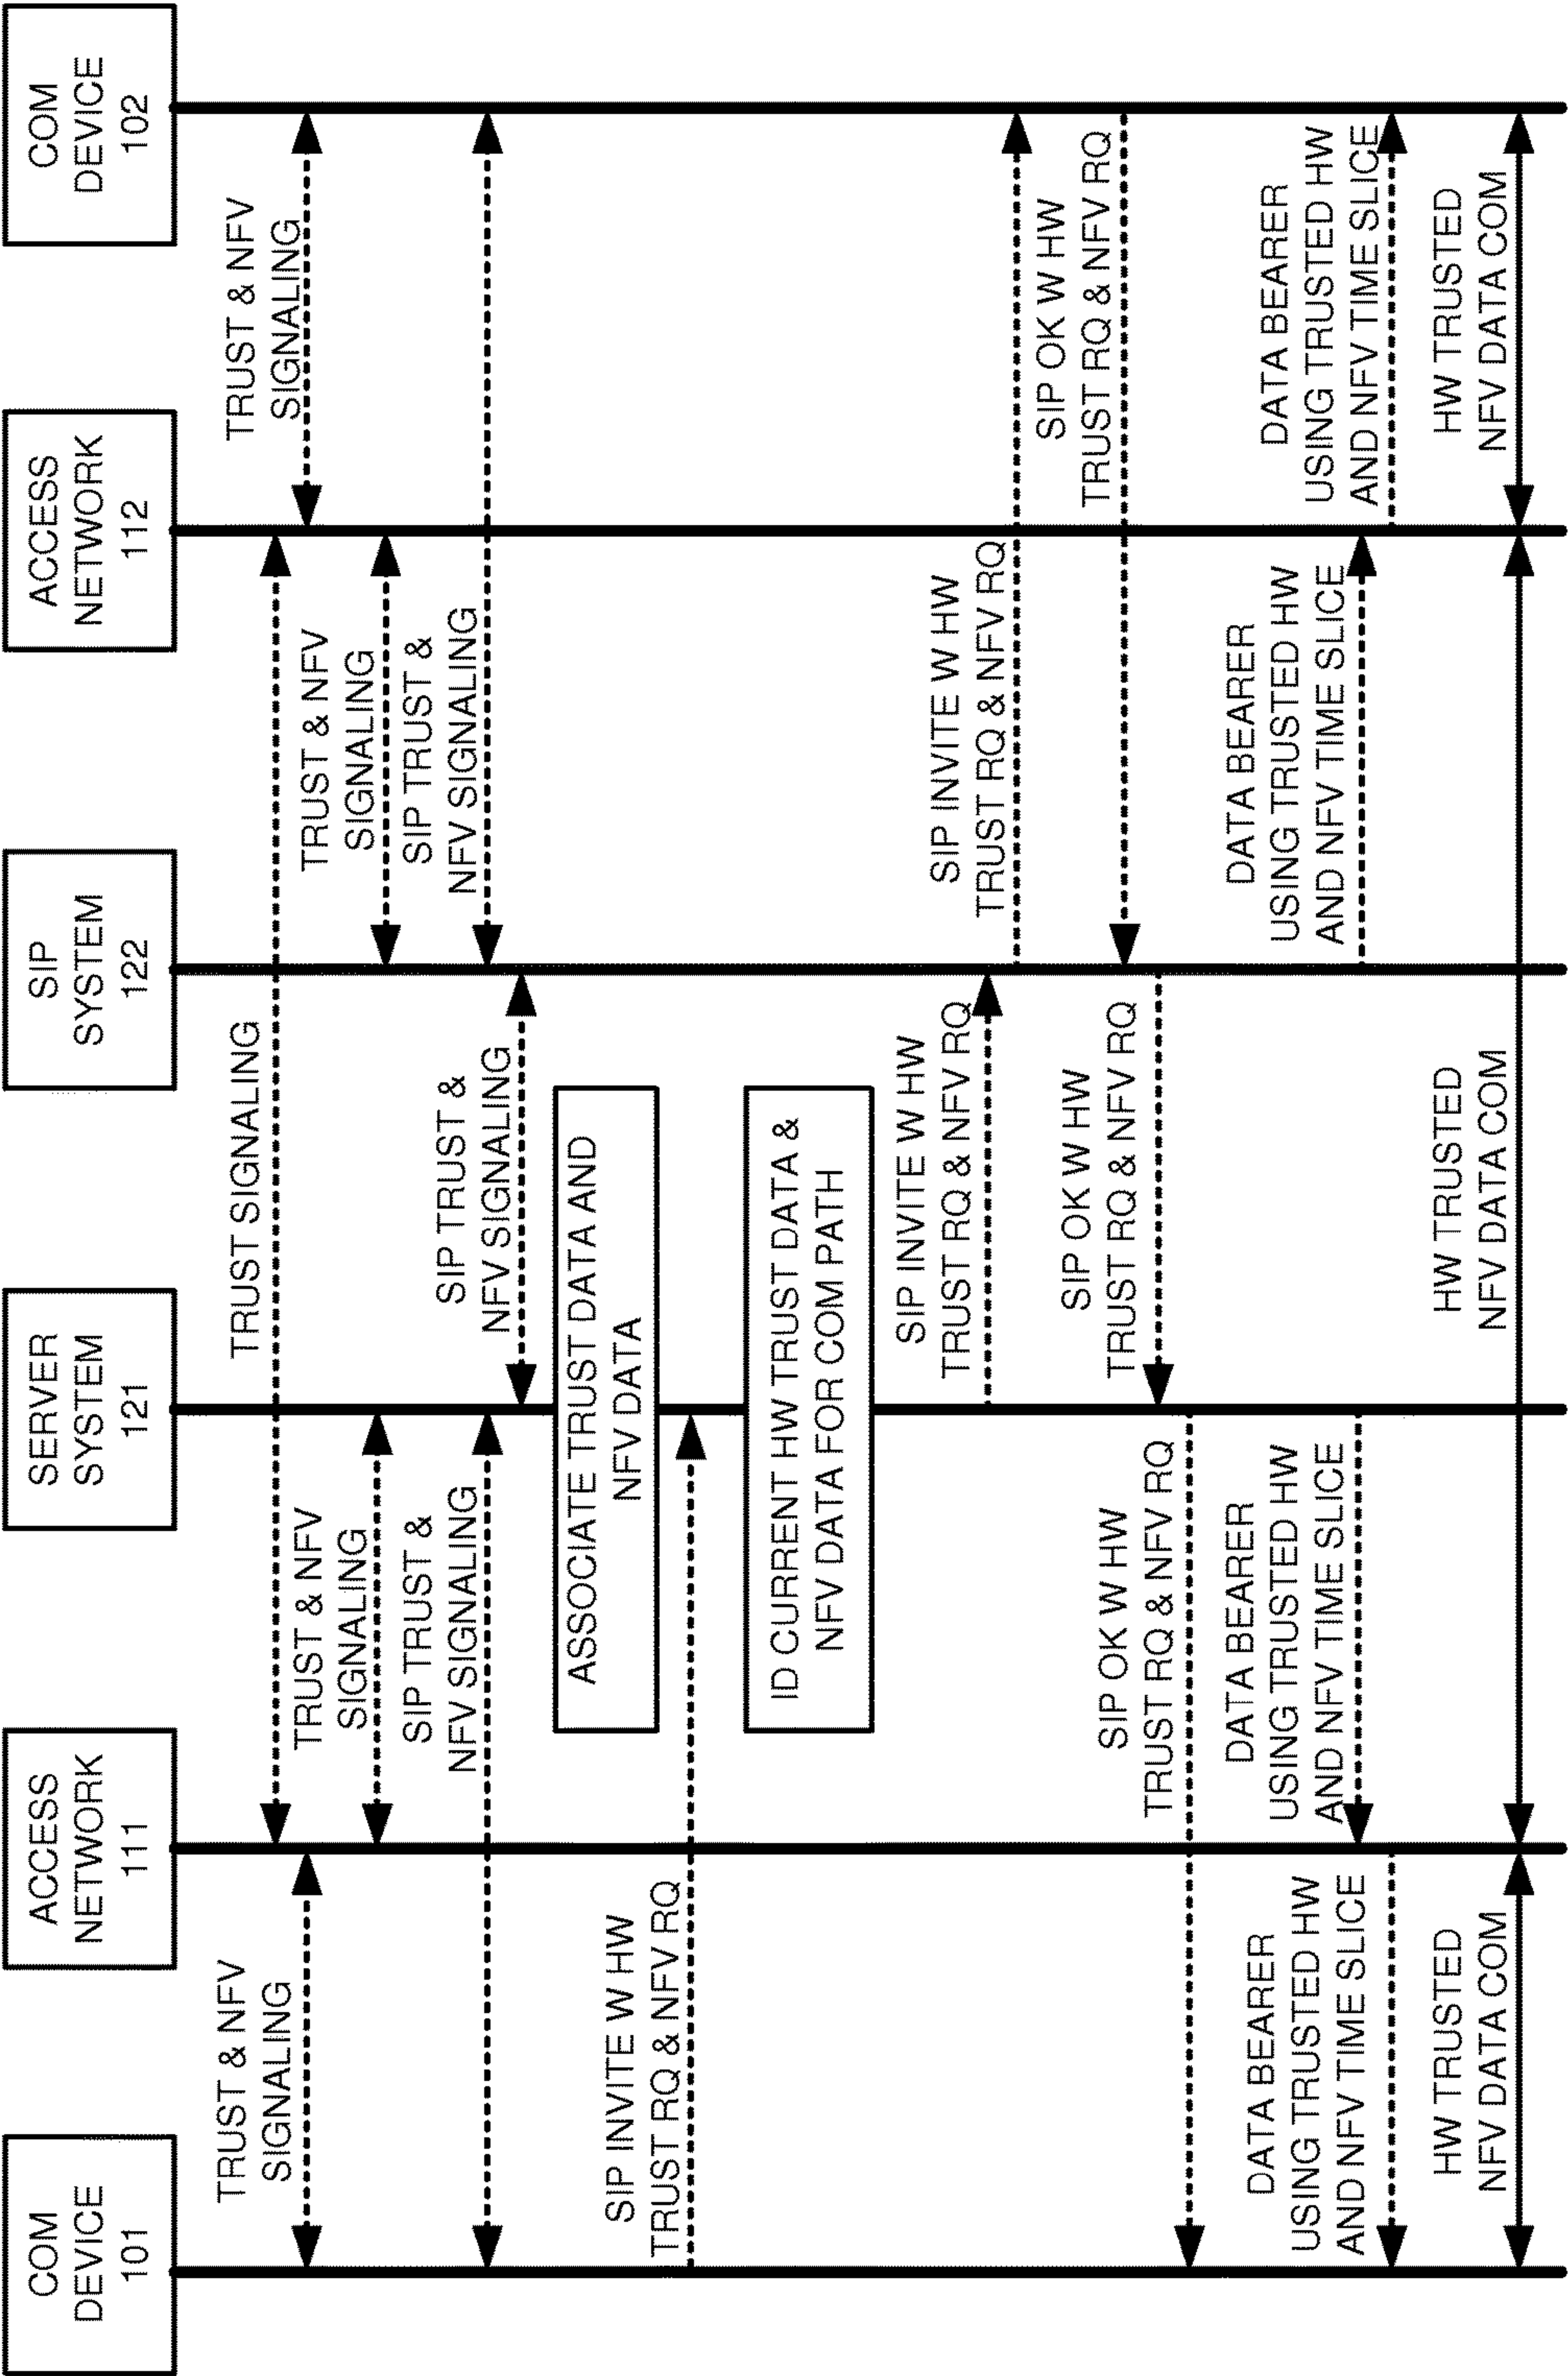 COM
DEVICE
101
ACCESS
NETWORK
111
SERVER
SYSTEM
121
SIP
SYSTEM
122
ACCESS
NETWORK
112
COM
DEVICE
102
TRUST & NFV
SIGNALING
TRUST SIGNALING
TRUST & NFV
SIGNALING
TRUST & NFV
SIGNALING
TRUST & NFV
SIGNALING
SIP TRUST &
NFV SIGNALING
SIP TRUST &
NFV SIGNALING
SIP TRUST &
NFV SIGNALING
ASSOCIATE TRUST DATA AND
NFV DATA
SIP INVITE W HW
TRUST RQ & NFV RQ
ID CURRENT HW TRUST DATA &
NFV DATA FOR COM PATH
SIP INVITE W HW
TRUST RQ & NFV RQ
SIP INVITE W HW
TRUST RQ & NFV RQ
SIP OK W HW
TRUST RQ & NFV RQ
SIP OK W HW
TRUST RQ & NFV RQ
SIP OK W HW
TRUST RQ & NFV RQ
DATA BEARER
USING TRUSTED HW
AND NFV TIME SLICE
DATA BEARER
USING TRUSTED HW
AND NFV TIME SLICE
DATA BEARER
USING TRUSTED HW
AND NFV TIME SLICE
DATA BEARER
USING TRUSTED HW
AND NFV TIME SLICE
HW TRUSTED
NFV DATA COM
HW TRUSTED
NFV DATA COM
HW TRUSTED
NFV DATA COM